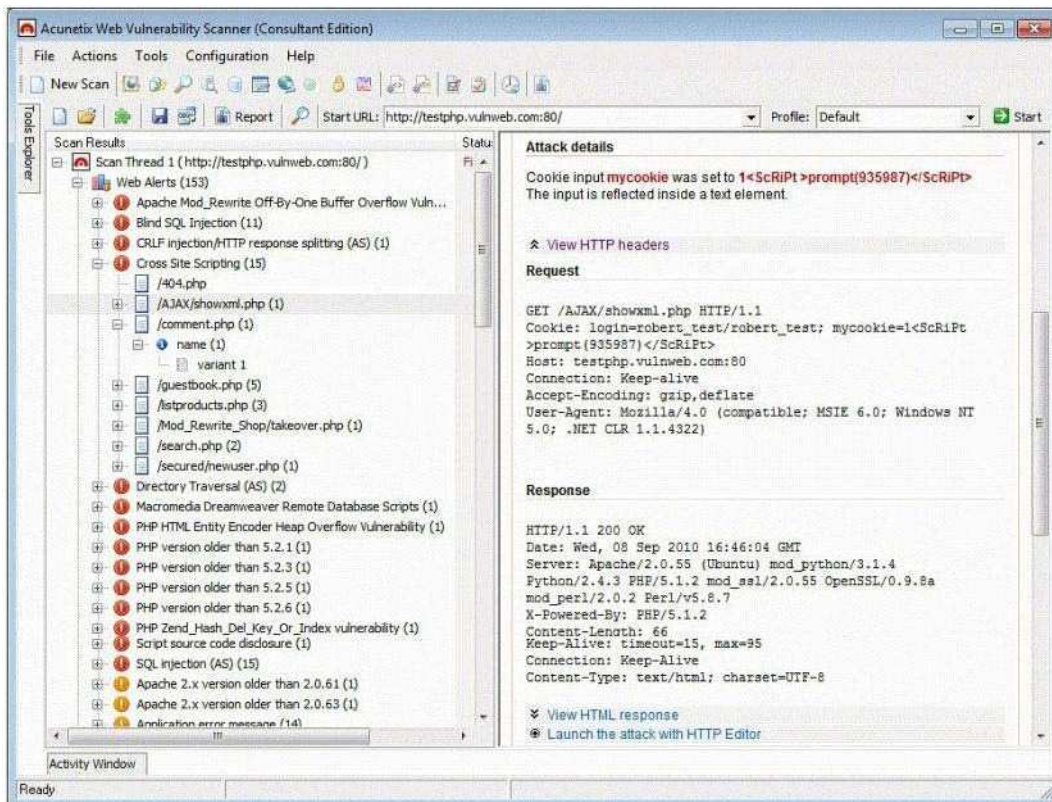 Acunetix Web Vulnerability Scanner (Consultant Edition)
File Actions Tools Configuration Help
New Scan
Report Start URL: http://testphp.vulnweb.com:80/ Profile: Default Start
Tools Explorer
Scan Results Statu
Scan Thread 1 ( http://testphp.vulnweb.com:80/ ) Fi
Web Alerts (153)
Apache Mod_Rewrite Off-By-One Buffer Overflow Vuln...
Blind SQL Injection (11)
CRLF injection/HTTP response splitting (AS) (1)
Cross Site Scripting (15)
/404.php
/AJAX/showxml.php (1)
/comment.php (1)
name (1)
variant 1
/guestbook.php (5)
/listproducts.php (3)
/Mod_Rewrite_Shop/takeover.php (1)
/search.php (2)
/secured/newuser.php (1)
Directory Traversal (AS) (2)
Macromedia Dreamweaver Remote Database Scripts (1)
PHP HTML Entity Encoder Heap Overflow Vulnerability (1)
PHP version older than 5.2.1 (1)
PHP version older than 5.2.3 (1)
PHP version older than 5.2.5 (1)
PHP version older than 5.2.6 (1)
PHP Zend_Hash_Del_Key_Or_Index vulnerability (1)
Script source code disclosure (1)
SQL injection (AS) (15)
Apache 2.x version older than 2.0.61 (1)
Apache 2.x version older than 2.0.63 (1)
Application error message (14)
Attack details
Cookie input mycookie was set to 1<ScRiPt >prompt(935987)</ScRiPt>
The input is reflected inside a text element.
View HTTP headers
Request
GET /AJAX/showxml.php HTTP/1.1
Cookie: login=robert_test/robert_test; mycookie=1<ScRiPt
>prompt(935987)</ScRiPt>
Host: testphp.vulnweb.com:80
Connection: Keep-alive
Accept-Encoding: gzip,deflate
User-Agent: Mozilla/4.0 (compatible; MSIE 6.0; Windows NT
5.0; .NET CLR 1.1.4322)
Response
HTTP/1.1 200 OK
Date: Wed, 08 Sep 2010 16:46:04 GMT
Server: Apache/2.0.55 (Ubuntu) mod_python/3.1.4
Python/2.4.3 PHP/5.1.2 mod_ssl/2.0.55 OpenSSL/0.9.8a
mod_perl/2.0.2 Perl/v5.8.7
X-Powered-By: PHP/5.1.2
Content-Length: 66
Keep-Alive: timeout=15, max=95
Connection: Keep-Alive
Content-Type: text/html; charset=UTF-8
View HTML response
Launch the attack with HTTP Editor
Activity Window
Ready